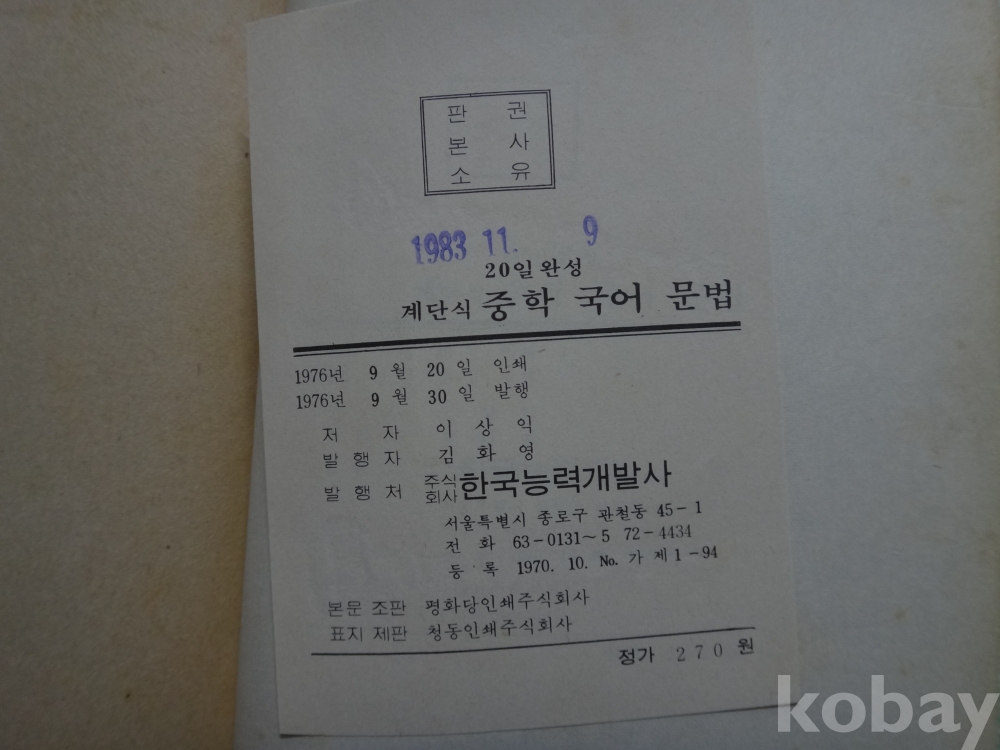 판 권
본 사
소 유
1983 11. 9
20일 완성
계단식 중학 국어 문법
1976년 9 월 20 일 인쇄
1976년 9 월 30 일 발행
저 자 이 상 익
발 행 자 김 화 영
발 행 처 주식회사 한국능력개발사
서울특별시 종로구 관철동 45-1
전 화 63-0131~5 72-4434
등 록 1970. 10. No. 가 제1-94
본문 조판 평화당인쇄주식회사
표지 제판 청동인쇄주식회사
정가 270 원
kobay